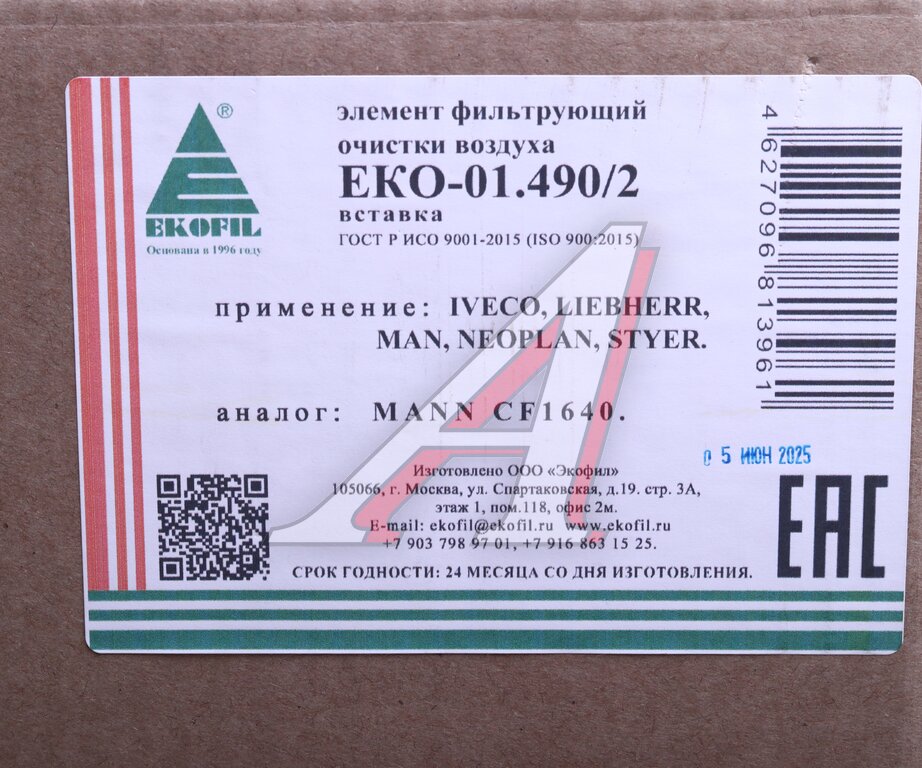 ®
EKOFIL
Основана в 1996 году
элемент фильтрующий
очистки воздуха
ЕКО-01.490/2
вставка
ГОСТ Р ИСО 9001-2015 (ISO 900:2015)
применение: IVECO, LIEBHERR,
MAN, NEOPLAN, STYER.
аналог: MANN CF1640.
Изготовлено ООО «Экофил»
105066, г. Москва, ул. Спартаковская, д.19. стр. 3А,
этаж 1, пом.118, офис 2м.
E-mail: ekofil@ekofil.ru www.ekofil.ru
+7 903 798 97 01, +7 916 863 15 25.
СРОК ГОДНОСТИ: 24 МЕСЯЦА СО ДНЯ ИЗГОТОВЛЕНИЯ.
4 627096 813961
0 5 ИЮН 2025
EAC